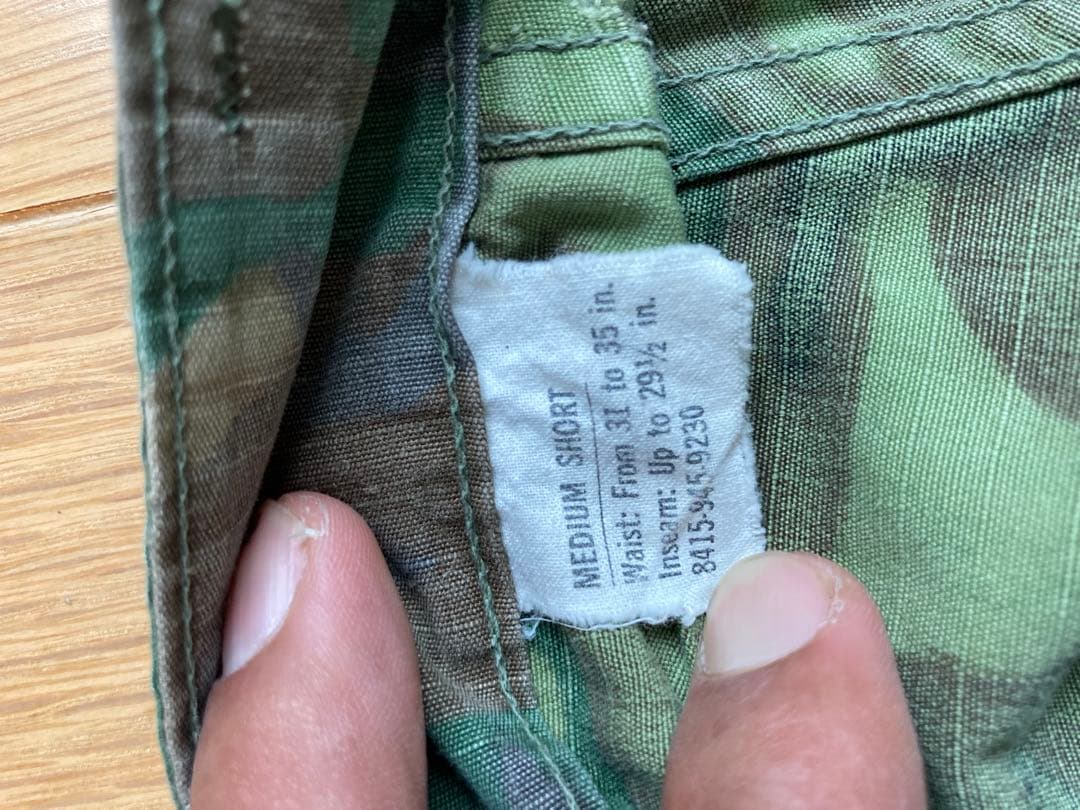 MEDIUM SHORT
Waist: From 31 to 35 in.
Inseam: Up to 29½ in.
8415-945-9230